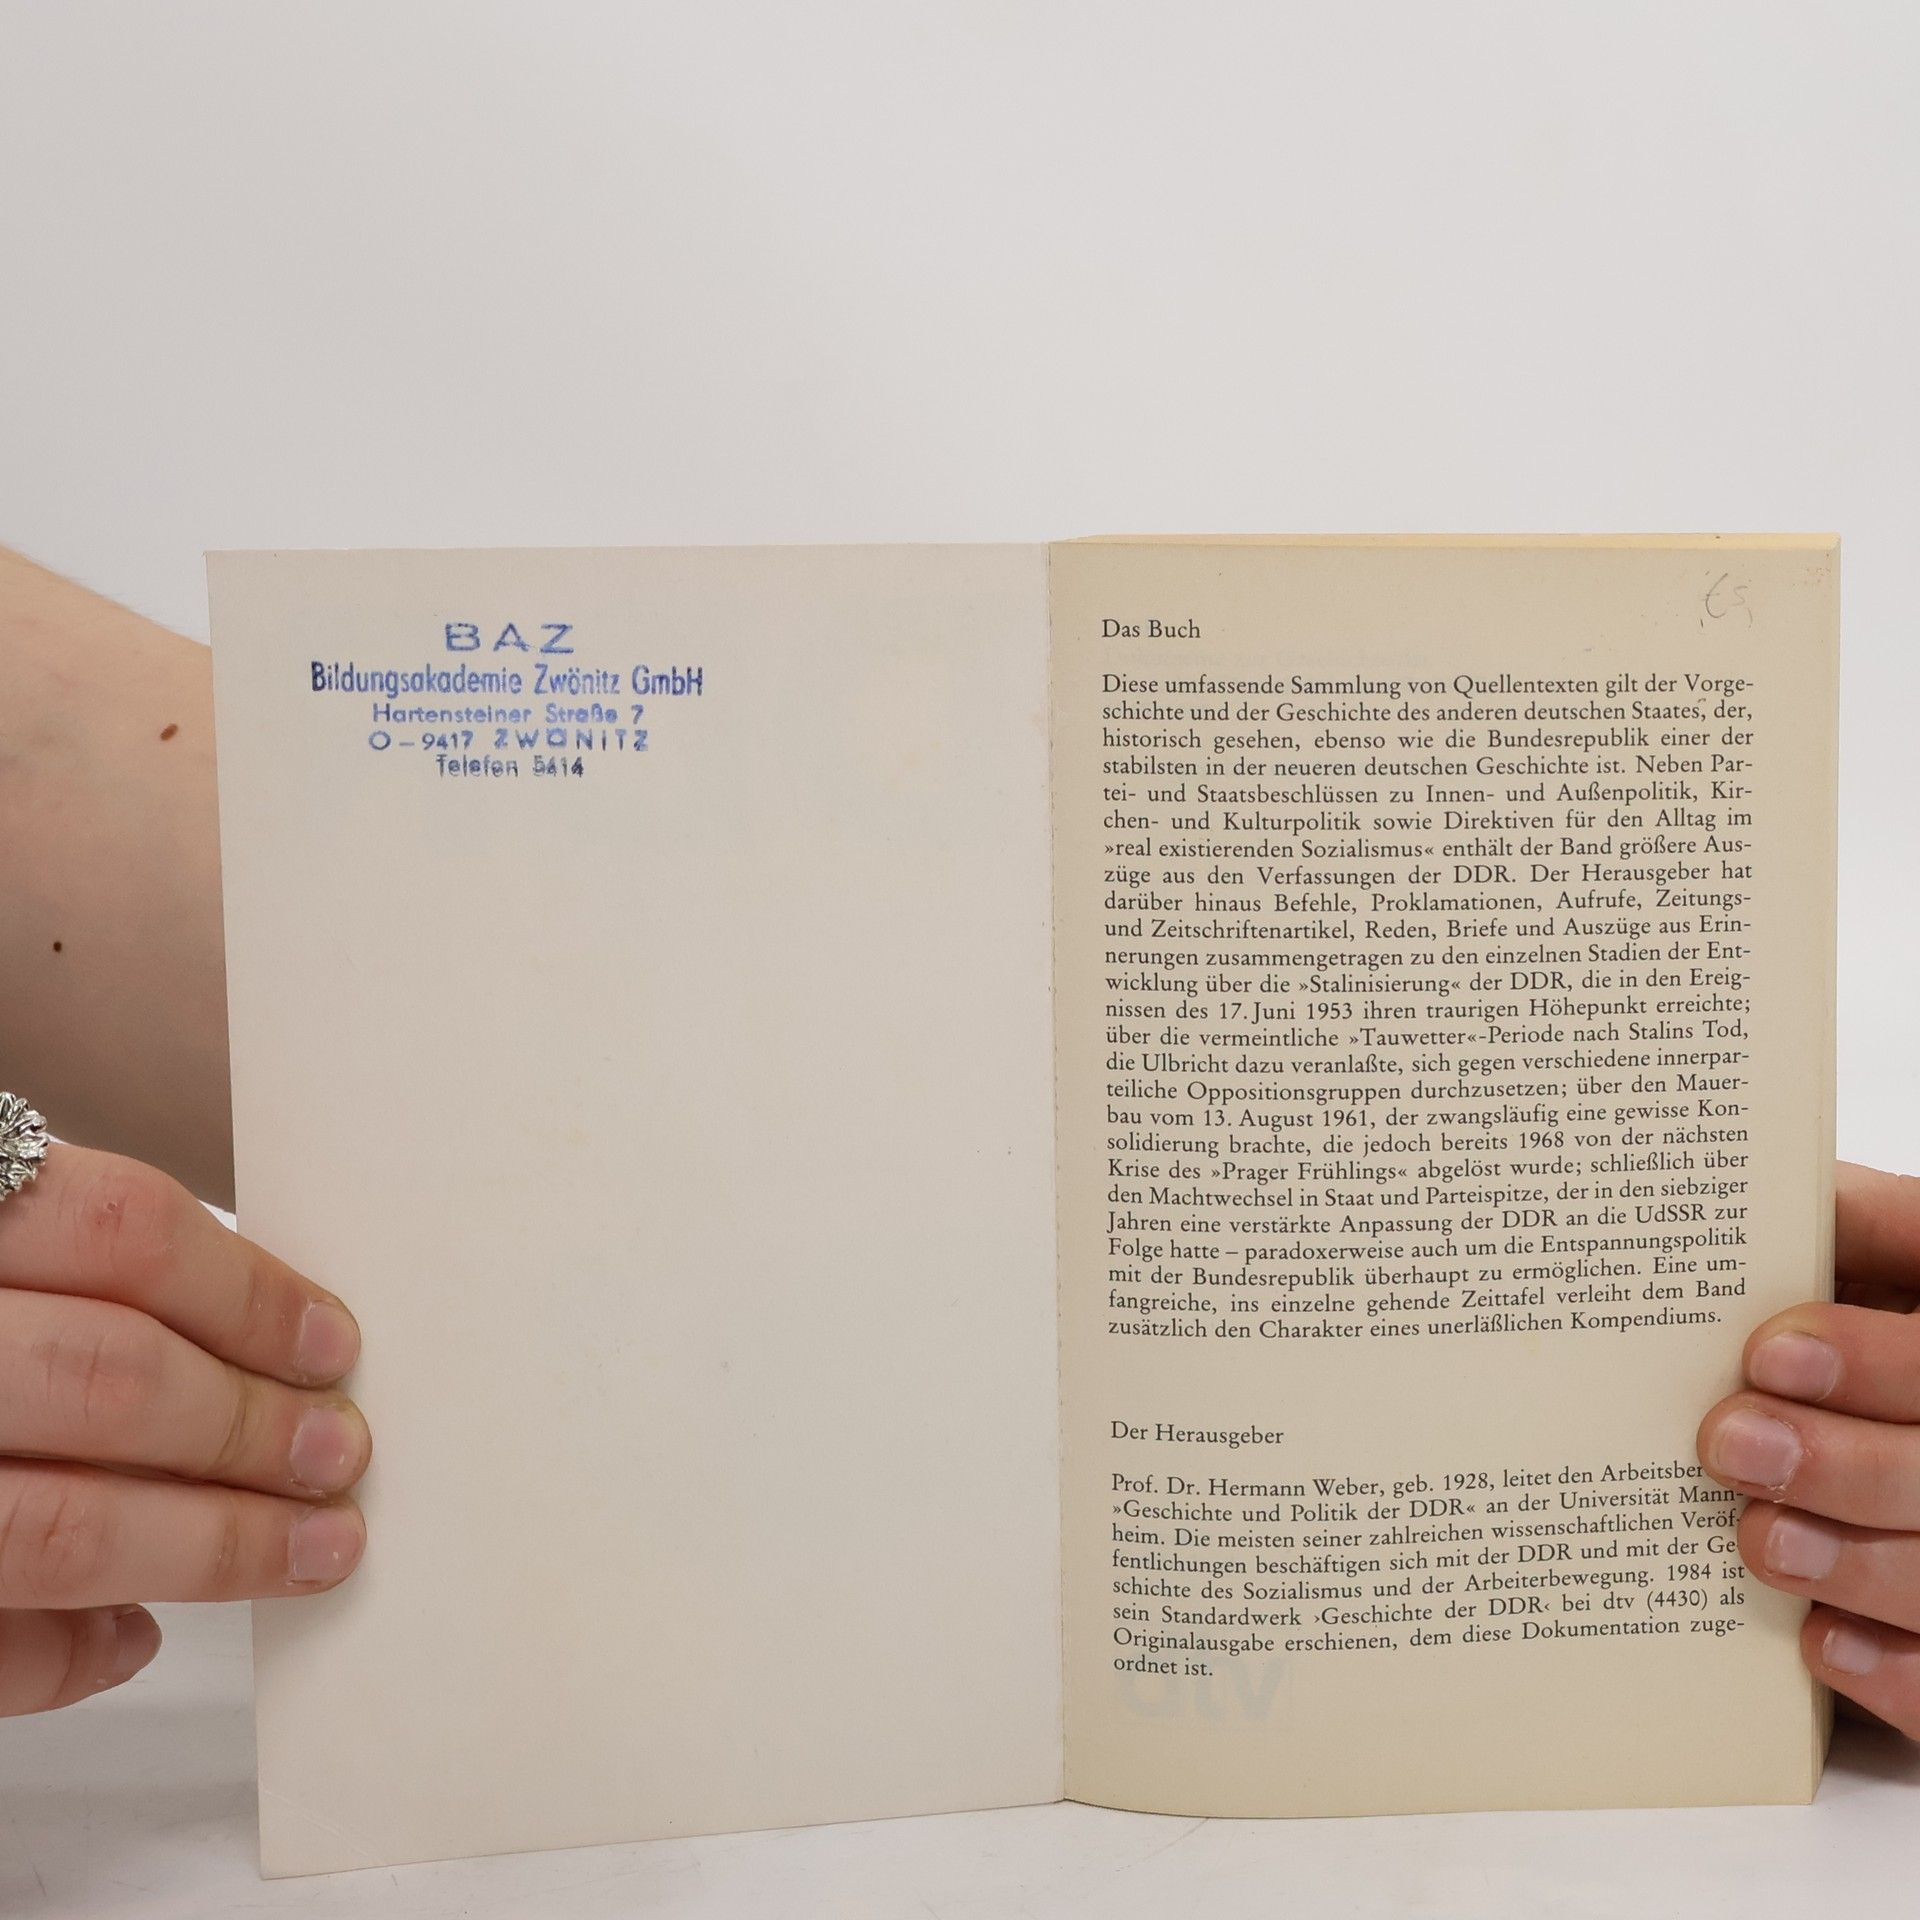 BAZ
Bildungsakademie Zwönitz GmbH
Hartensteiner Straße 7
O – 9417 ZWÖNITZ
Telefon 5414
Das Buch
Diese umfassende Sammlung von Quellentexten gilt der Vorge-
schichte und der Geschichte des anderen deutschen Staates, der,
historisch gesehen, ebenso wie die Bundesrepublik einer der
stabilsten in der neueren deutschen Geschichte ist. Neben Par-
tei- und Staatsbeschlüssen zu Innen- und Außenpolitik, Kir-
chen- und Kulturpolitik sowie Direktiven für den Alltag im
»real existierenden Sozialismus« enthält der Band größere Aus-
züge aus den Verfassungen der DDR. Der Herausgeber hat
darüber hinaus Befehle, Proklamationen, Aufrufe, Zeitungs-
und Zeitschriftenartikel, Reden, Briefe und Auszüge aus Erin-
nerungen zusammengetragen zu den einzelnen Stadien der Ent-
wicklung über die »Stalinisierung« der DDR, die in den Ereig-
nissen des 17. Juni 1953 ihren traurigen Höhepunkt erreichte;
über die vermeintliche »Tauwetter«-Periode nach Stalins Tod,
die Ulbricht dazu veranlaßte, sich gegen verschiedene innerpar-
teiliche Oppositionsgruppen durchzusetzen; über den Mauer-
bau vom 13. August 1961, der zwangsläufig eine gewisse Kon-
solidierung brachte, die jedoch bereits 1968 von der nächsten
Krise des »Prager Frühlings« abgelöst wurde; schließlich über
den Machtwechsel in Staat und Parteispitze, der in den siebziger
Jahren eine verstärkte Anpassung der DDR an die UdSSR zur
Folge hatte – paradoxerweise auch um die Entspannungspolitik
mit der Bundesrepublik überhaupt zu ermöglichen. Eine um-
fangreiche, ins einzelne gehende Zeittafel verleiht dem Band
zusätzlich den Charakter eines unerläßlichen Kompendiums.
Der Herausgeber
Prof. Dr. Hermann Weber, geb. 1928, leitet den Arbeitsber
»Geschichte und Politik der DDR« an der Universität Mann-
heim. Die meisten seiner zahlreichen wissenschaftlichen Veröf-
fentlichungen beschäftigen sich mit der DDR und mit der Ge-
schichte des Sozialismus und der Arbeiterbewegung. 1984 ist
sein Standardwerk ›Geschichte der DDR‹ bei dtv (4430) als
Originalausgabe erschienen, dem diese Dokumentation zuge-
ordnet ist.